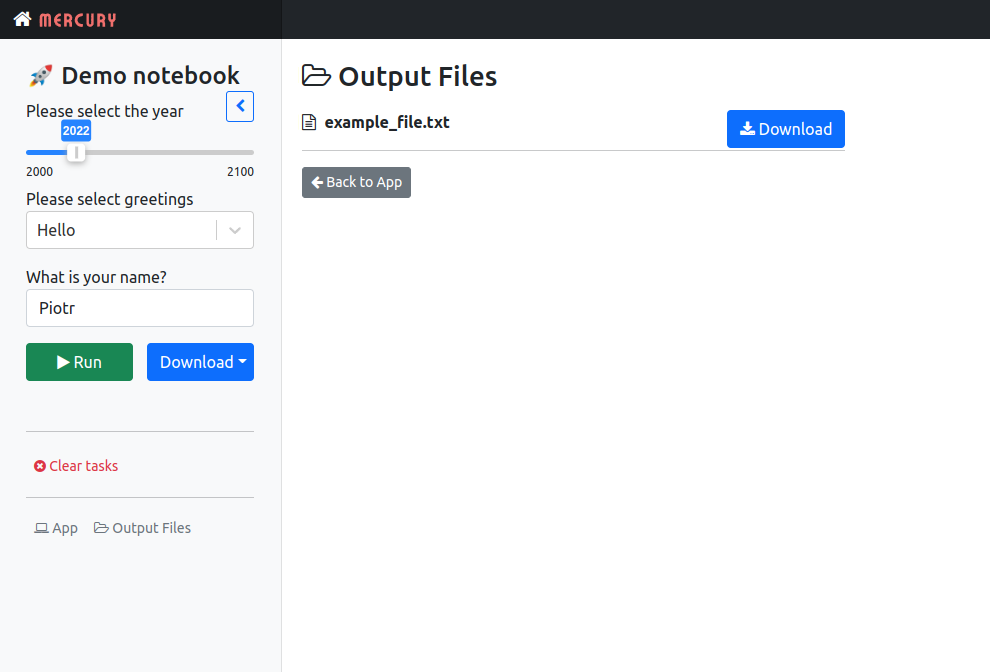 MERCURY
🚀 Demo notebook
Please select the year
2022
2000 2100
Please select greetings
Hello
What is your name?
Piotr
Run Download
Clear tasks
App Output Files
Output Files
example_file.txt Download
Back to App